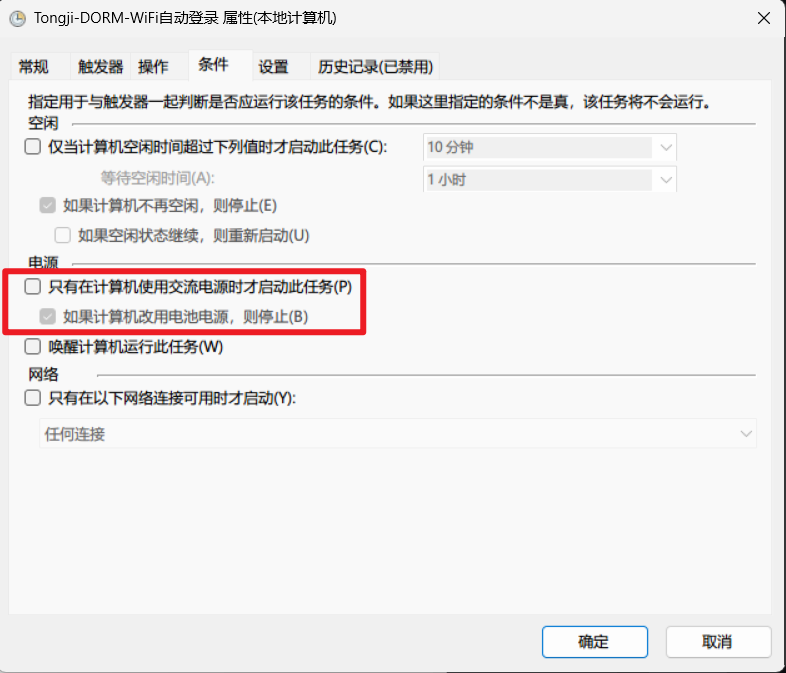 Tongji-DORM-WiFi自动登录 属性(本地计算机)
常规 触发器 操作 条件 设置 历史记录(已禁用)
指定用于与触发器一起判断是否应运行该任务的条件。如果这里指定的条件不是真，该任务将不会运行。
空闲
仅当计算机空闲时间超过下列值时才启动此任务(C): 10 分钟
等待空闲时间(A): 1 小时
如果计算机不再空闲，则停止(E)
如果空闲状态继续，则重新启动(U)
电源
只有在计算机使用交流电源时才启动此任务(P)
如果计算机改用电池电源，则停止(B)
唤醒计算机运行此任务(W)
网络
只有在以下网络连接可用时才启动(Y):
任何连接
确定 取消